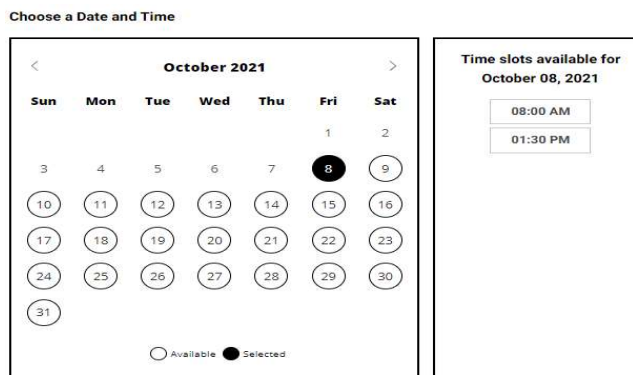 Choose a Date and Time
< October 2021 >
Sun Mon Tue Wed Thu Fri Sat
1 2
3 4 5 6 7 8 9
10 11 12 13 14 15 16
17 18 19 20 21 22 23
24 25 26 27 28 29 30
31
Available Selected
Time slots available for
October 08, 2021
08:00 AM
01:30 PM